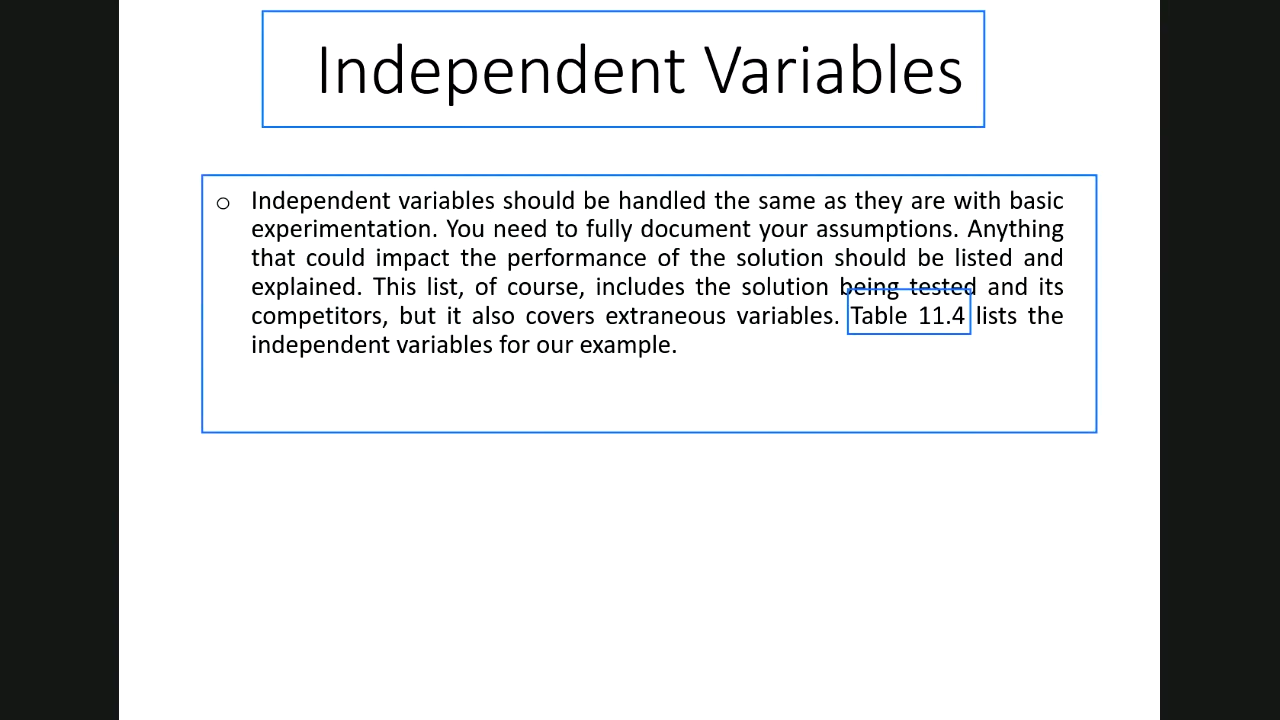 Independent Variables
o Independent variables should be handled the same as they are with basic
experimentation. You need to fully document your assumptions. Anything
that could impact the performance of the solution should be listed and
explained. This list, of course, includes the solution being tested and its
competitors, but it also covers extraneous variables. Table 11.4 lists the
independent variables for our example.